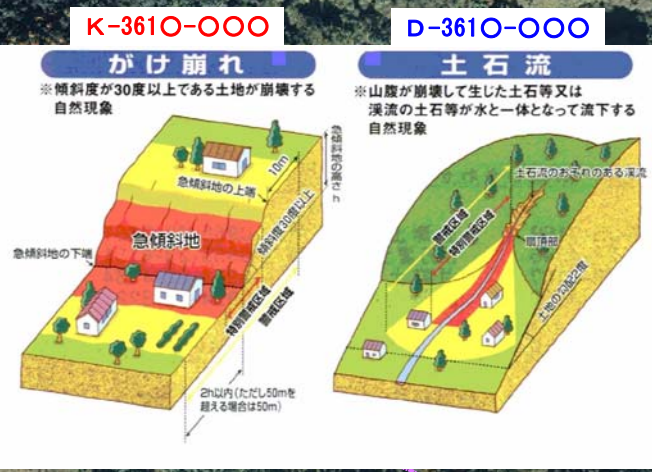 K-361〇-〇〇〇
D-361〇-〇〇〇
がけ崩れ
※傾斜度が30度以上である土地が崩壊する
自然現象
急傾斜地の高さh
10m
急傾斜地の上端
急傾斜地
傾斜度30度以上
急傾斜地の下端
特別警戒区域
警戒区域
2h以内(ただし50mを
超える場合は50m)
土石流
※山腹が崩壊して生じた土石等又は
渓流の土石等が水と一体となって流下する
自然現象
土石流のおそれのある渓流
警戒区域
特別警戒区域
扇頂部
土地の勾配2度